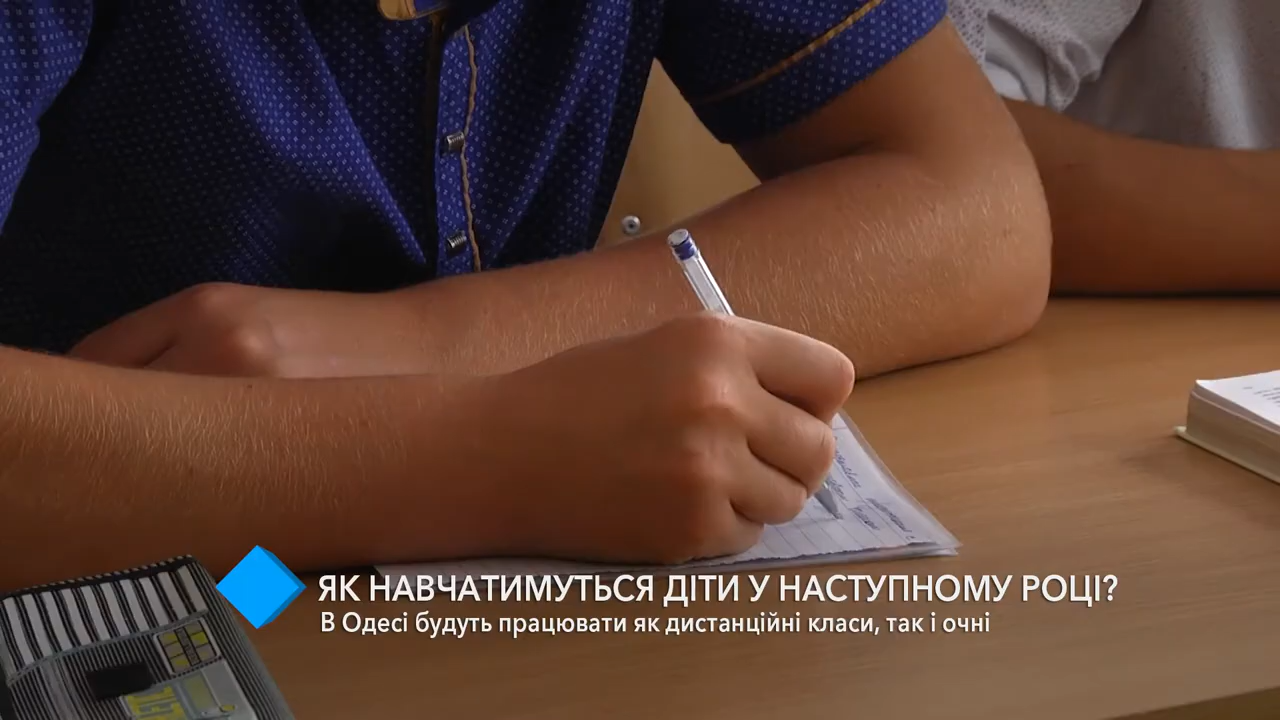 ЯК НАВЧАТИМУТЬСЯ ДІТИ У НАСТУПНОМУ РОЦІ?
В Одесі будуть працювати як дистанційні класи, так і очні